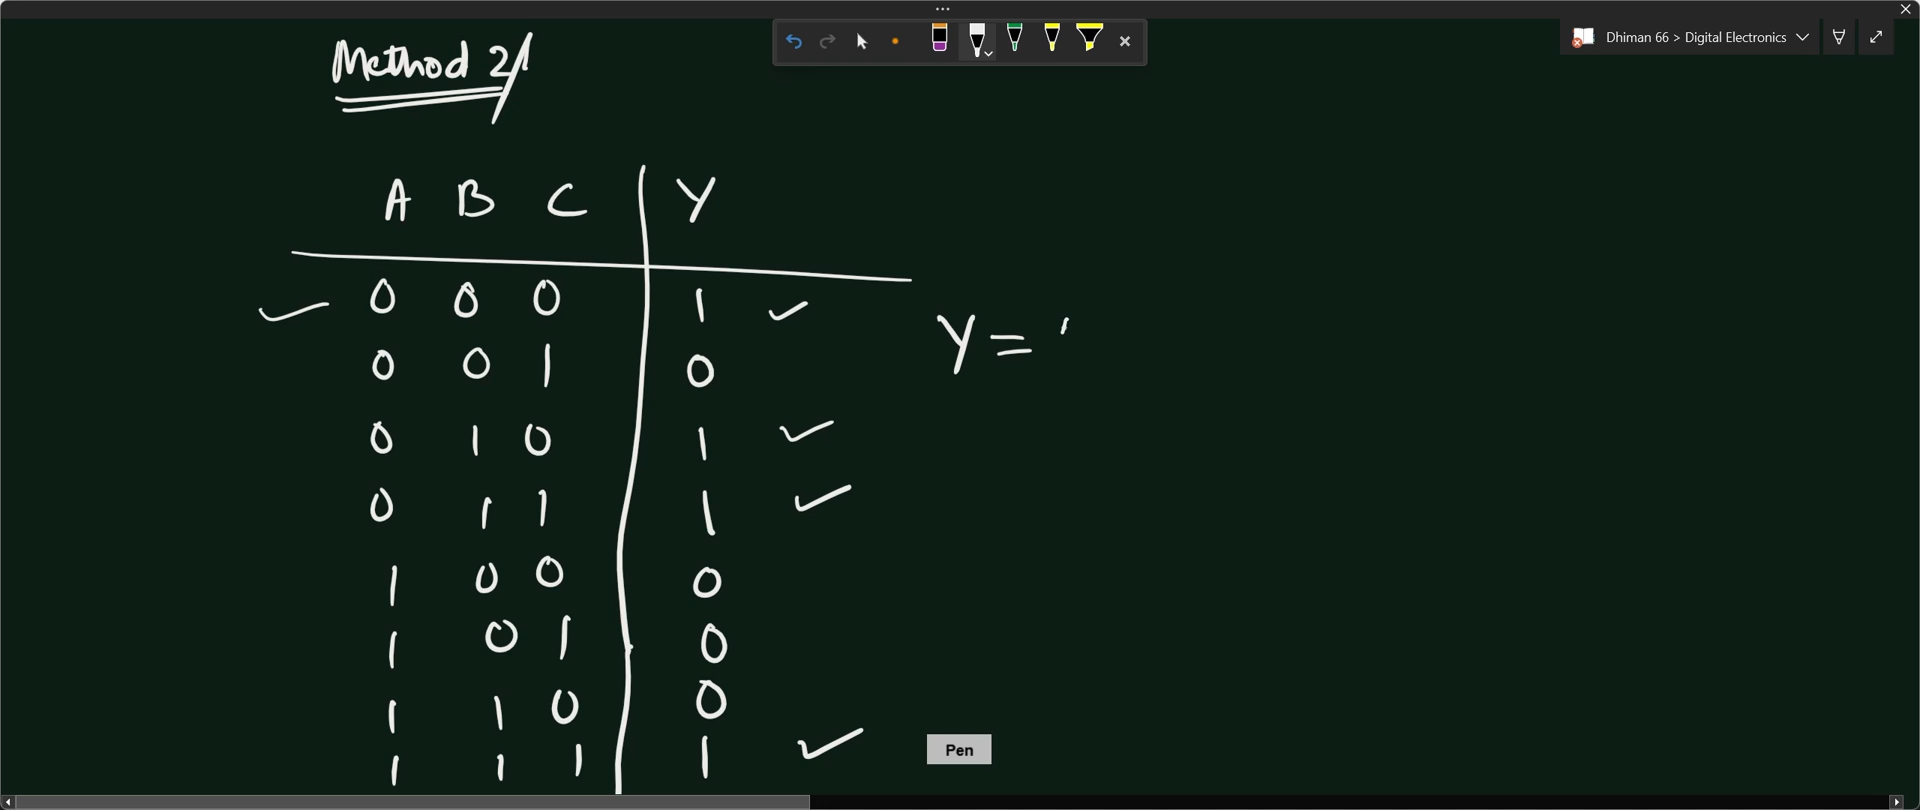 Dhiman 66 > Digital Electronics
Method 2/
A B C Y
0 0 0 1
Y = '
0 0 1 0
0 1 0 1
0 1 1 1
1 0 0 0
1 0 1 0
1 1 0 0
1 1 1 1
Pen